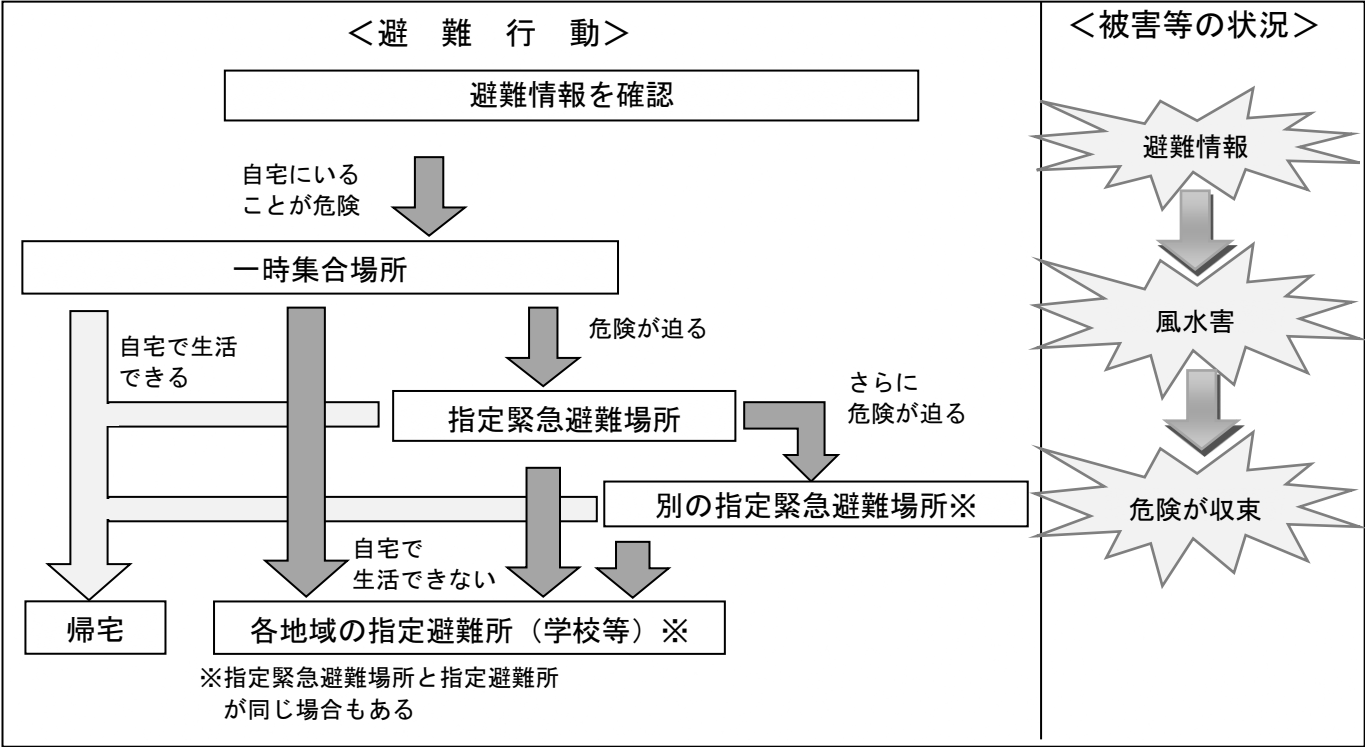 <避　難　行　動>
避難情報を確認
自宅にいる
ことが危険
一時集合場所
危険が迫る
自宅で生活
できる
指定緊急避難場所
さらに
危険が迫る
別の指定緊急避難場所※
自宅で
生活できない
帰宅
各地域の指定避難所（学校等）※
※指定緊急避難場所と指定避難所
が同じ場合もある
<被害等の状況>
避難情報
風水害
危険が収束